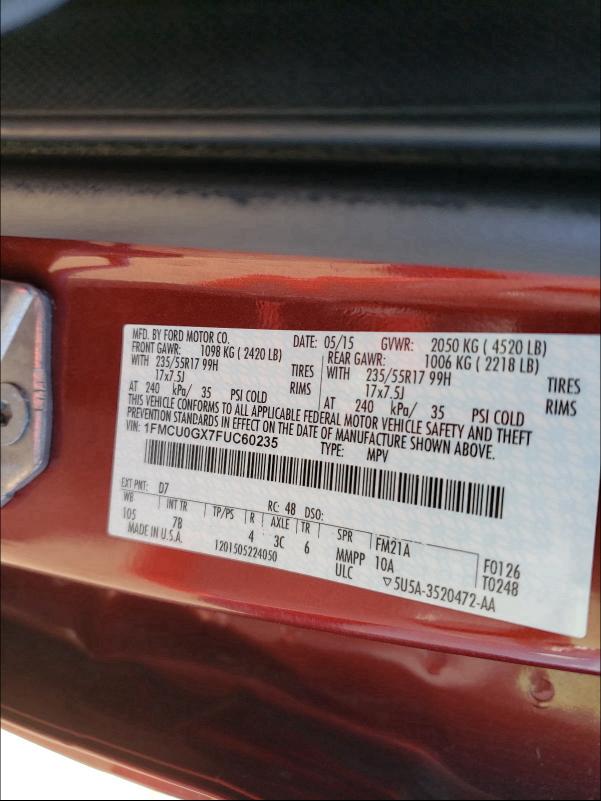 MFD. BY FORD MOTOR CO. DATE: 05/15 GVWR: 2050 KG ( 4520 LB)
FRONT GAWR: 1098 KG ( 2420 LB) REAR GAWR: 1006 KG ( 2218 LB)
WITH 235/55R17 99H TIRES WITH 235/55R17 99H TIRES
17x7.5J RIMS 17x7.5J RIMS
AT 240 kPa/ 35 PSI COLD AT 240 kPa/ 35 PSI COLD
THIS VEHICLE CONFORMS TO ALL APPLICABLE FEDERAL MOTOR VEHICLE SAFETY AND THEFT
PREVENTION STANDARDS IN EFFECT ON THE DATE OF MANUFACTURE SHOWN ABOVE.
VIN: 1FMCU0GX7FUC60235 TYPE: MPV
EXT PNT: D7 RC: 48 DSO:
WB INT TR TP/PS R AXLE TR SPR FM21A F0126
105 7B 4 3C 6 MMPP 10A T0248
MADE IN U.S.A. 1201505224050 ULC ▽5U5A-3520472-AA